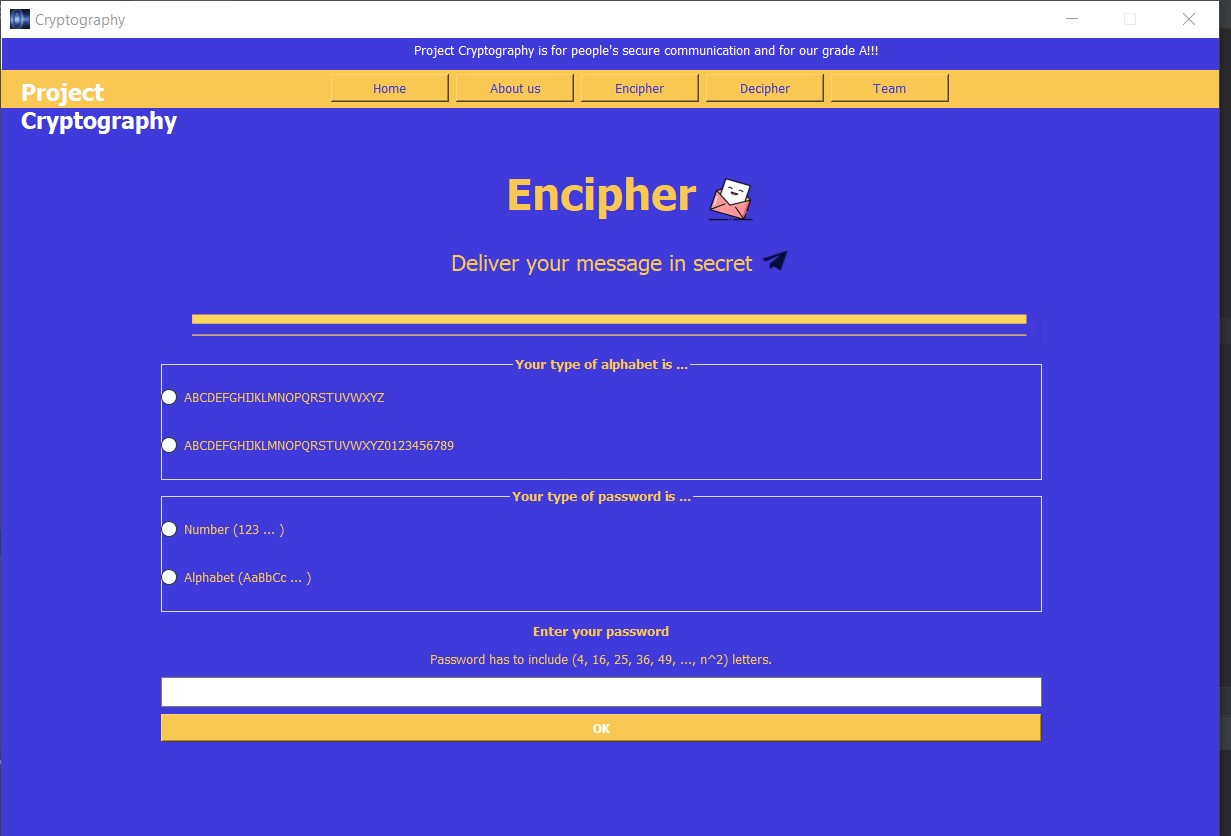 Cryptography
Project Cryptography is for people's secure communication and for our grade A!!!
Project
Cryptography
Home
About us
Encipher
Decipher
Team
Encipher
Deliver your message in secret
Your type of alphabet is ...
ABCDEFGHIJKLMNOPQRSTUVWXYZ
ABCDEFGHIJKLMNOPQRSTUVWXYZ0123456789
Your type of password is ...
Number (123 ... )
Alphabet (AaBbCc ... )
Enter your password
Password has to include (4, 16, 25, 36, 49, ..., n^2) letters.
OK